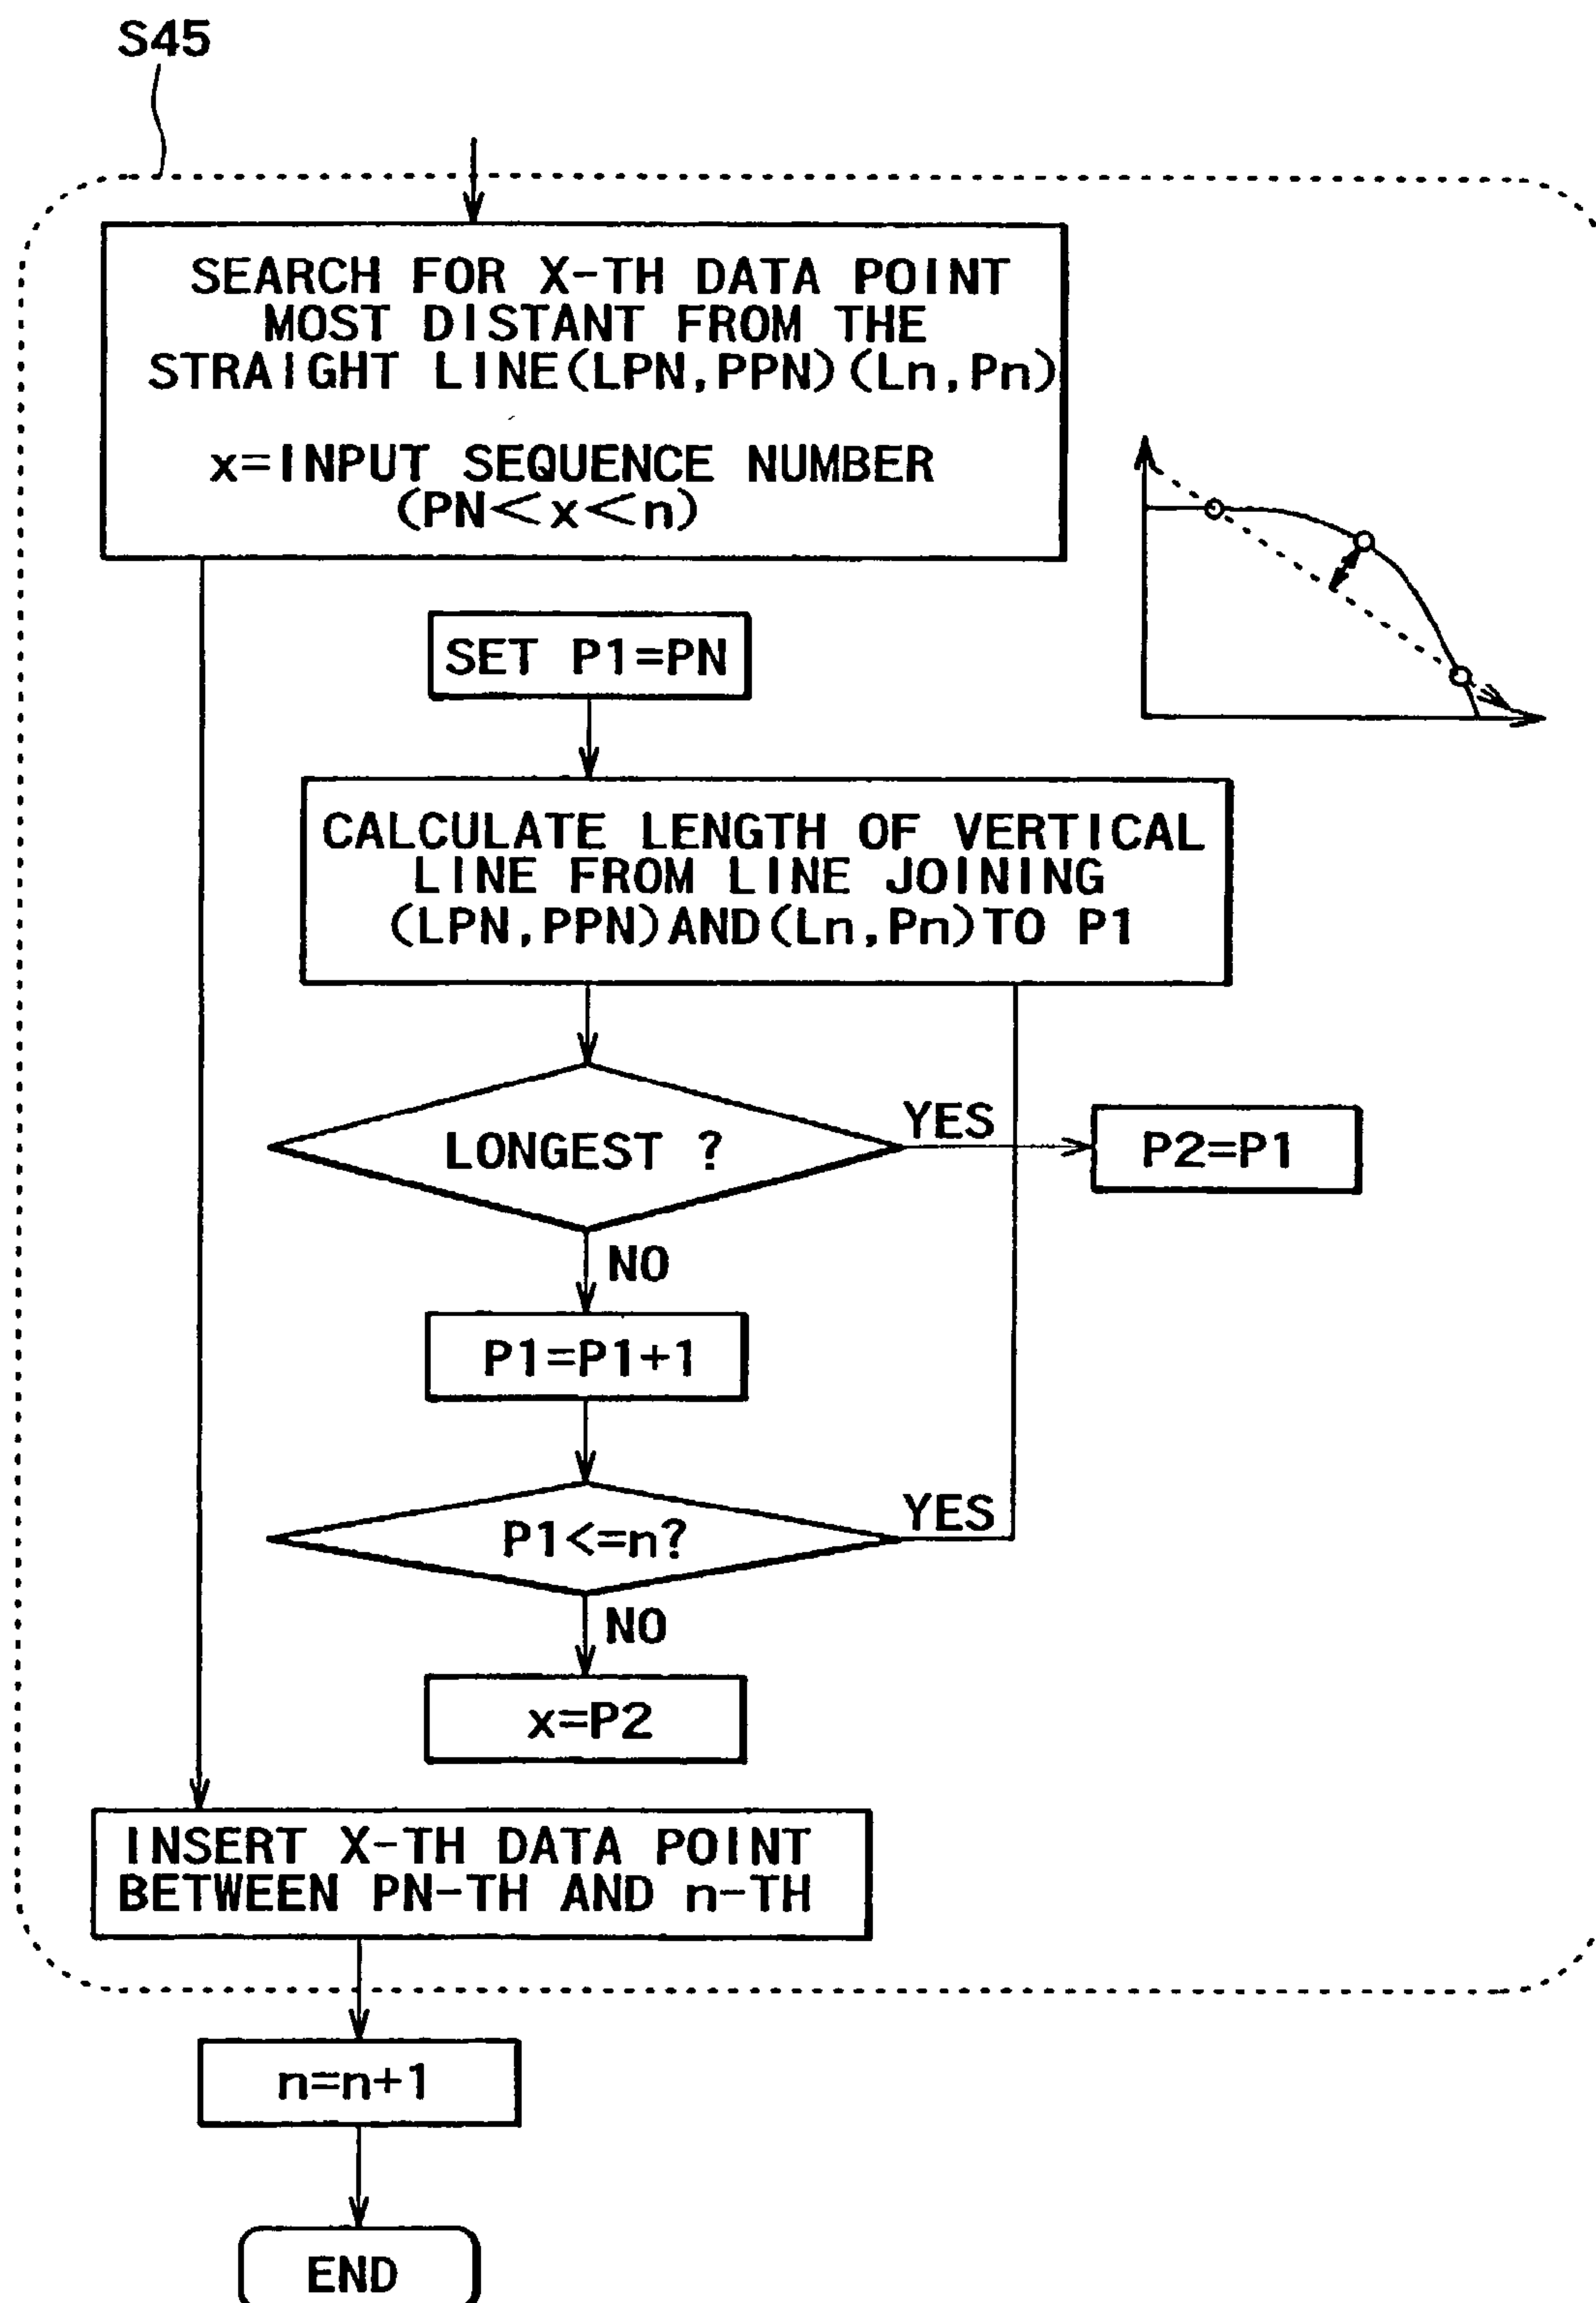 S45
SEARCH FOR X-TH DATA POINT
MOST DISTANT FROM THE
STRAIGHT LINE(LPN,PPN)(Ln,Pn)
x=INPUT SEQUENCE NUMBER
(PN<x<n)
SET P1=PN
CALCULATE LENGTH OF VERTICAL
LINE FROM LINE JOINING
(LPN,PPN)AND(Ln,Pn)TO P1
LONGEST ?
YES
P2=P1
NO
P1=P1+1
P1<=n?
YES
NO
x=P2
INSERT X-TH DATA POINT
BETWEEN PN-TH AND n-TH
n=n+1
END